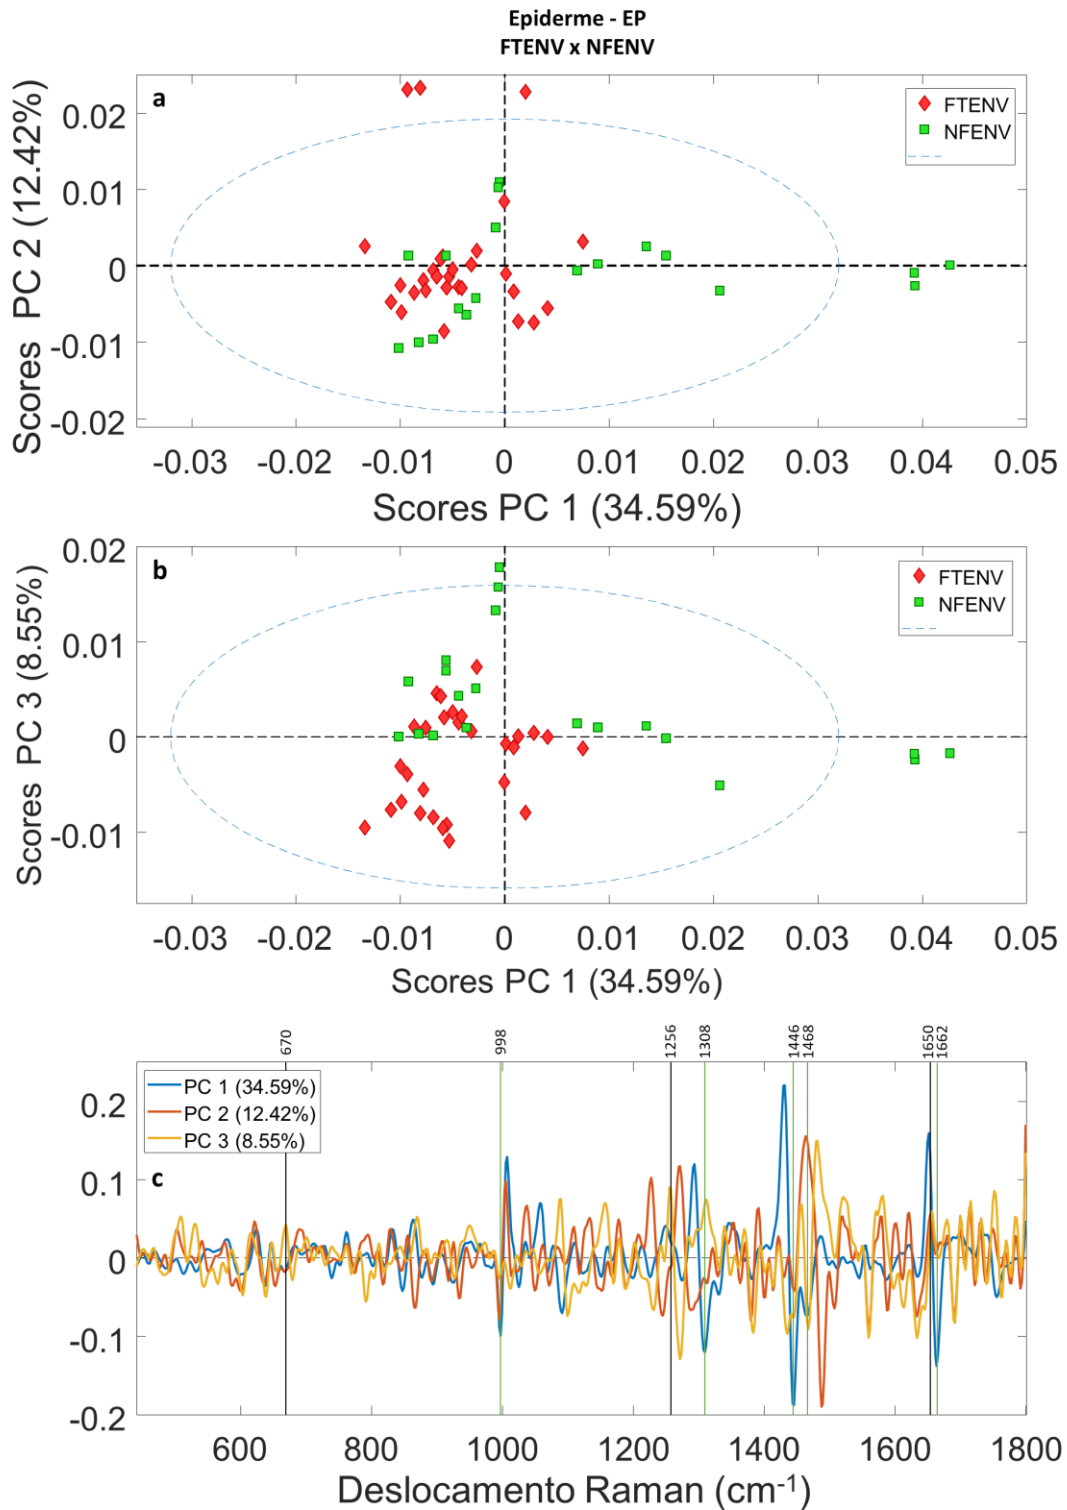 Epiderme - EP
FTENV x NFENV
a
FTENV
NFENV
Scores PC 2 (12.42%)
0.02
0.01
0
-0.01
-0.02
-0.03 -0.02 -0.01 0 0.01 0.02 0.03 0.04 0.05
Scores PC 1 (34.59%)
b
FTENV
NFENV
Scores PC 3 (8.55%)
0.02
0.01
0
-0.01
-0.03 -0.02 -0.01 0 0.01 0.02 0.03 0.04 0.05
Scores PC 1 (34.59%)
670 998 1256 1308 1446 1468 1650 1662
PC 1 (34.59%)
PC 2 (12.42%)
PC 3 (8.55%)
c
0.2
0.1
0
-0.1
-0.2
600 800 1000 1200 1400 1600 1800
Deslocamento Raman (cm⁻¹)